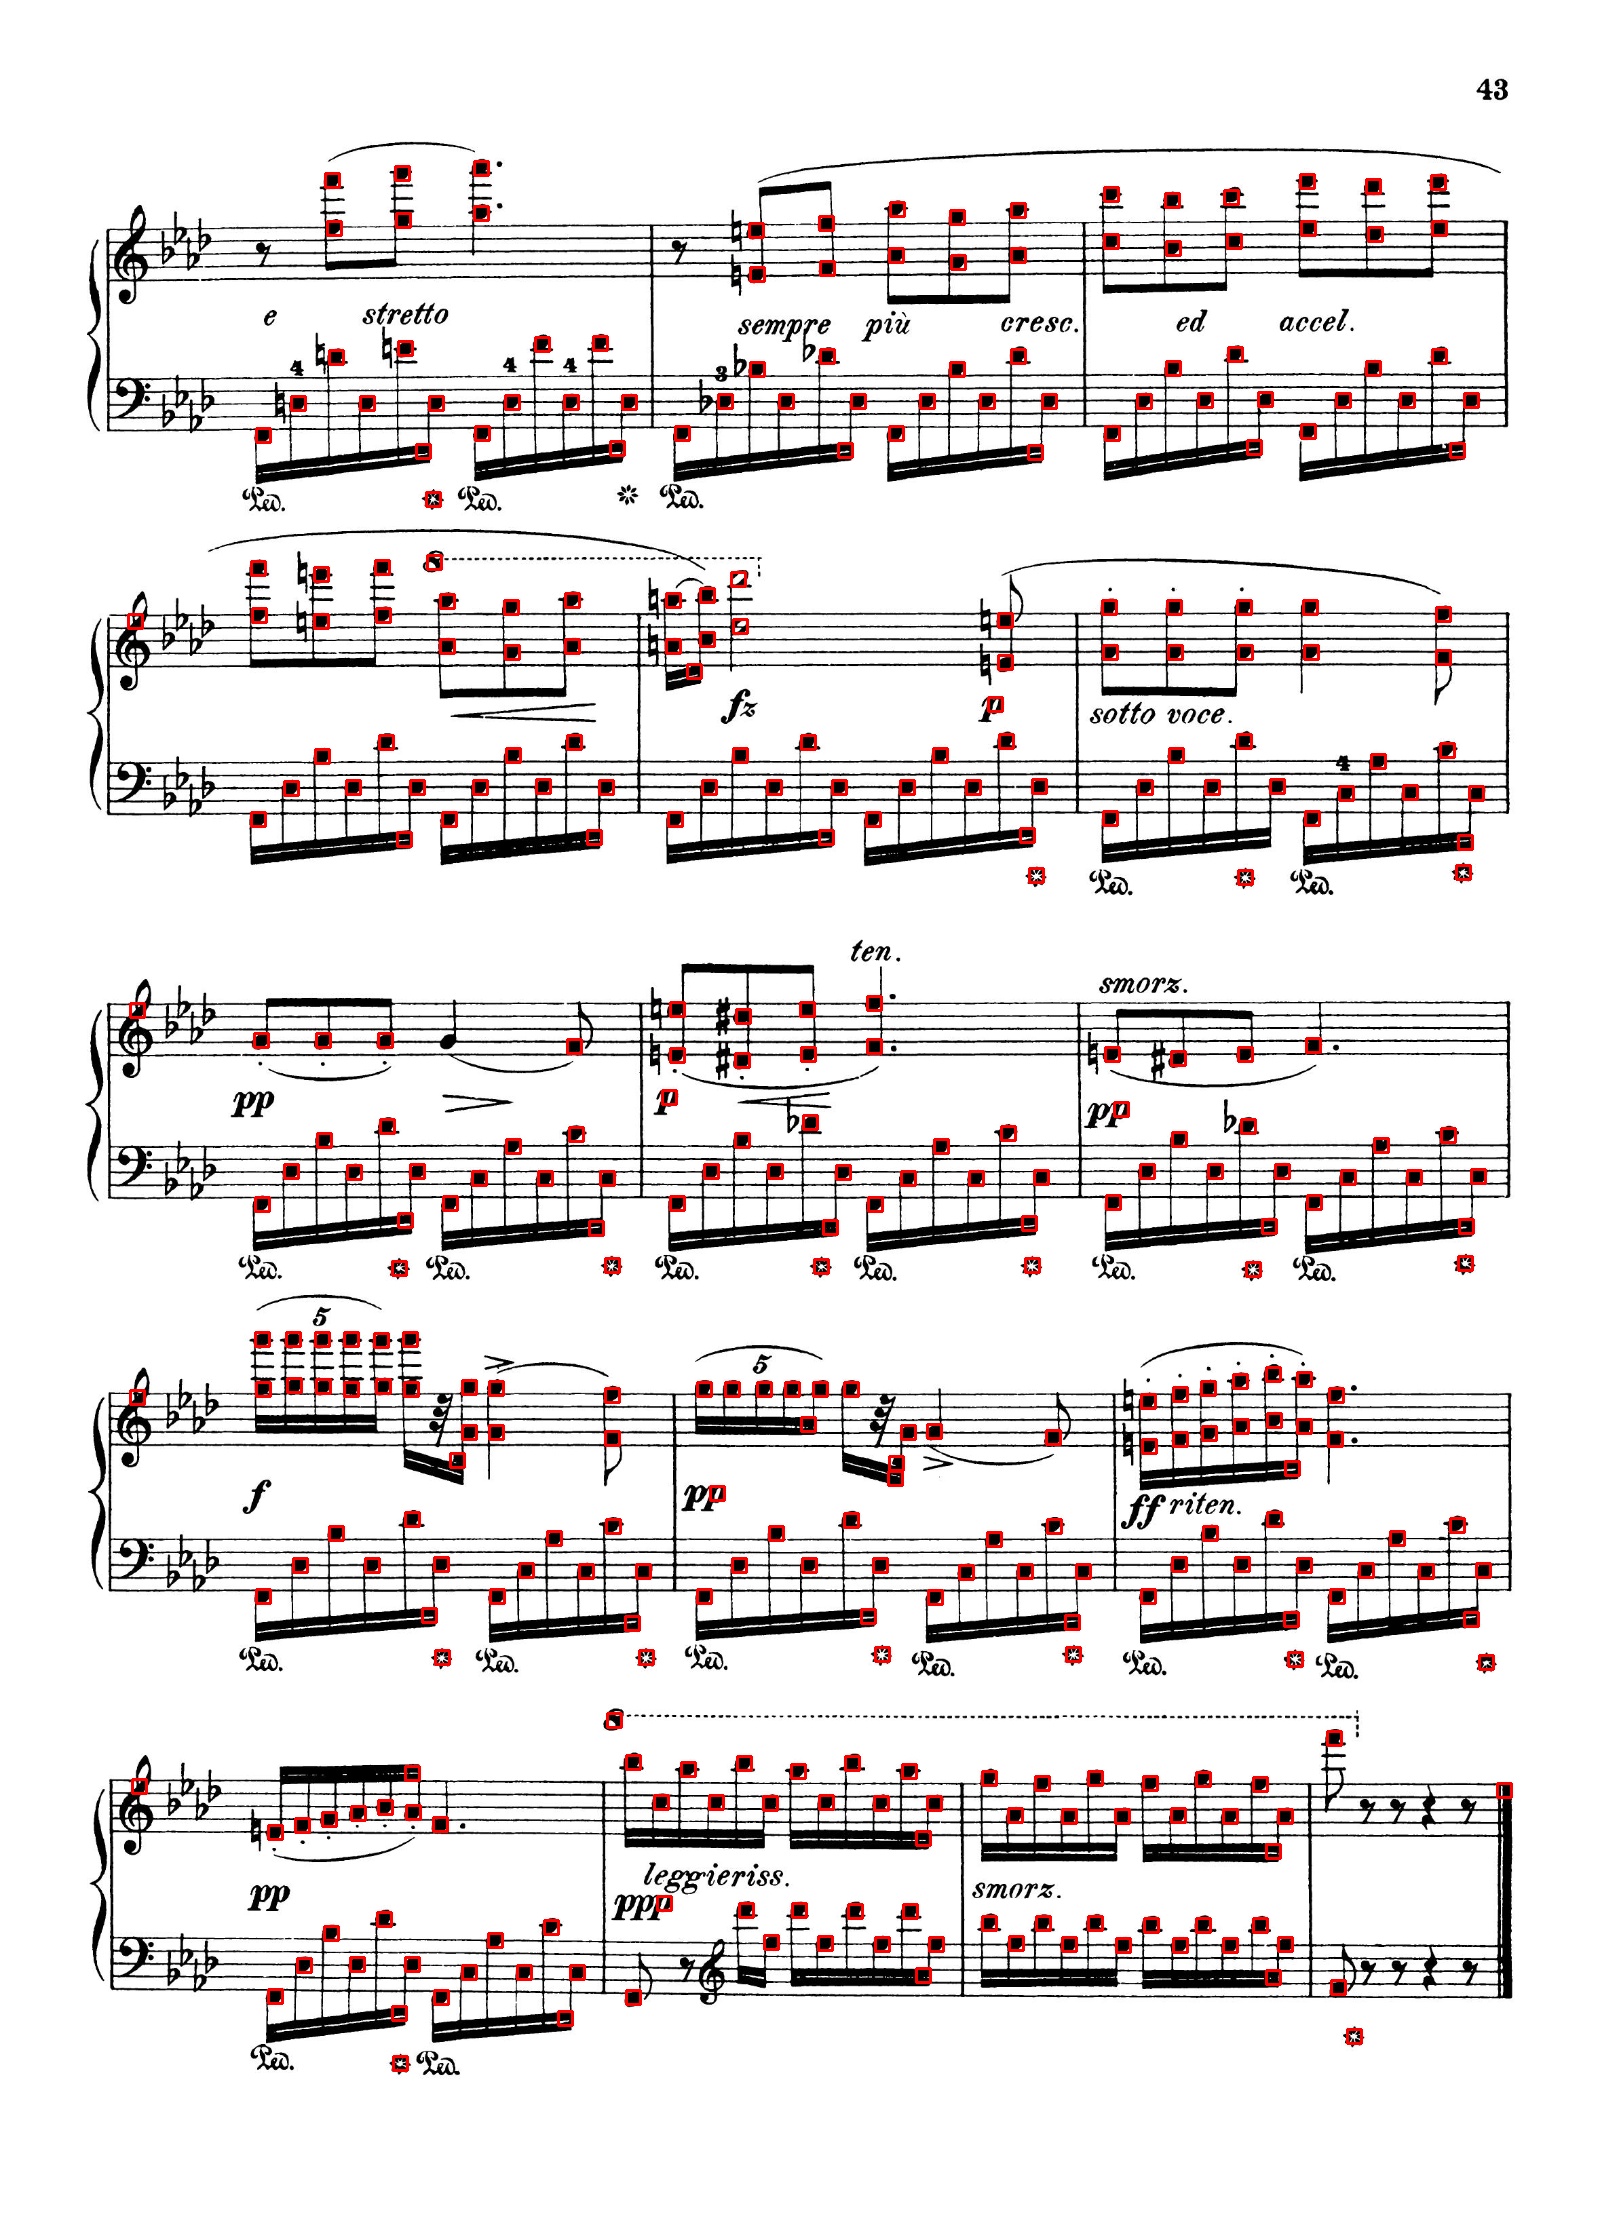 43
e stretto
4 4 4
sempre più cresc. ed accel.
3
Ped. Ped. Ped.
8
fz p sotto voce.
4
Ped. Ped.
ten.
smorz.
pp p pp
Ped. Ped. Ped. Ped. Ped. Ped.
5 5
f pp ff riten.
Ped. Ped. Ped. Ped. Ped. Ped.
8
leggieriss.
pp ppp smorz.
Ped. Ped.